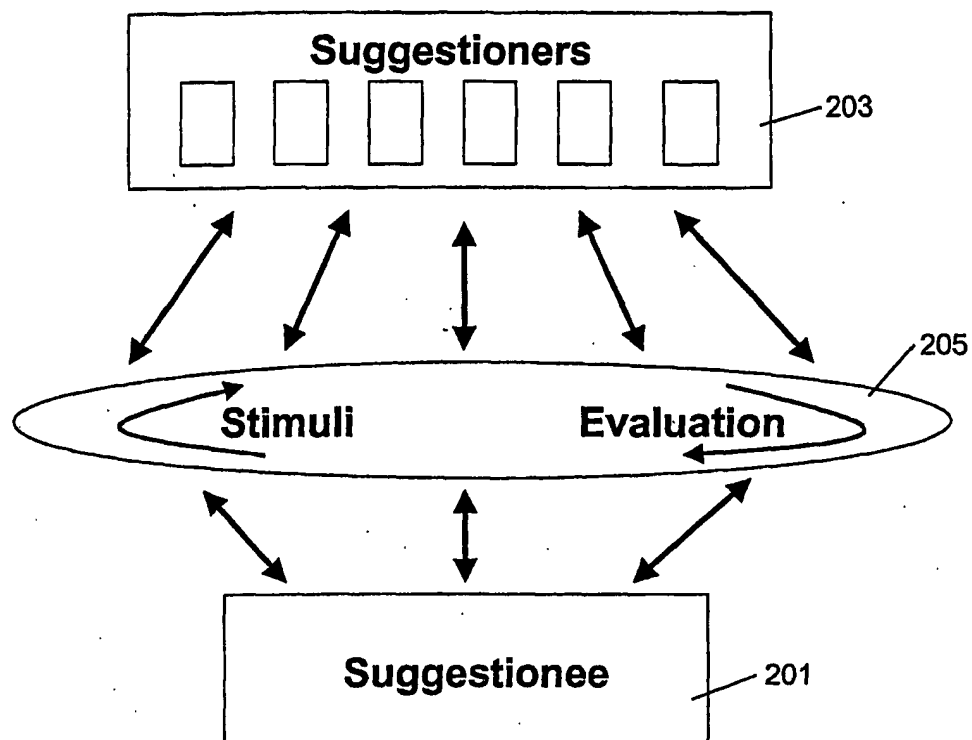 Suggestioners
203
205
Stimuli
Evaluation
Suggestionee
201